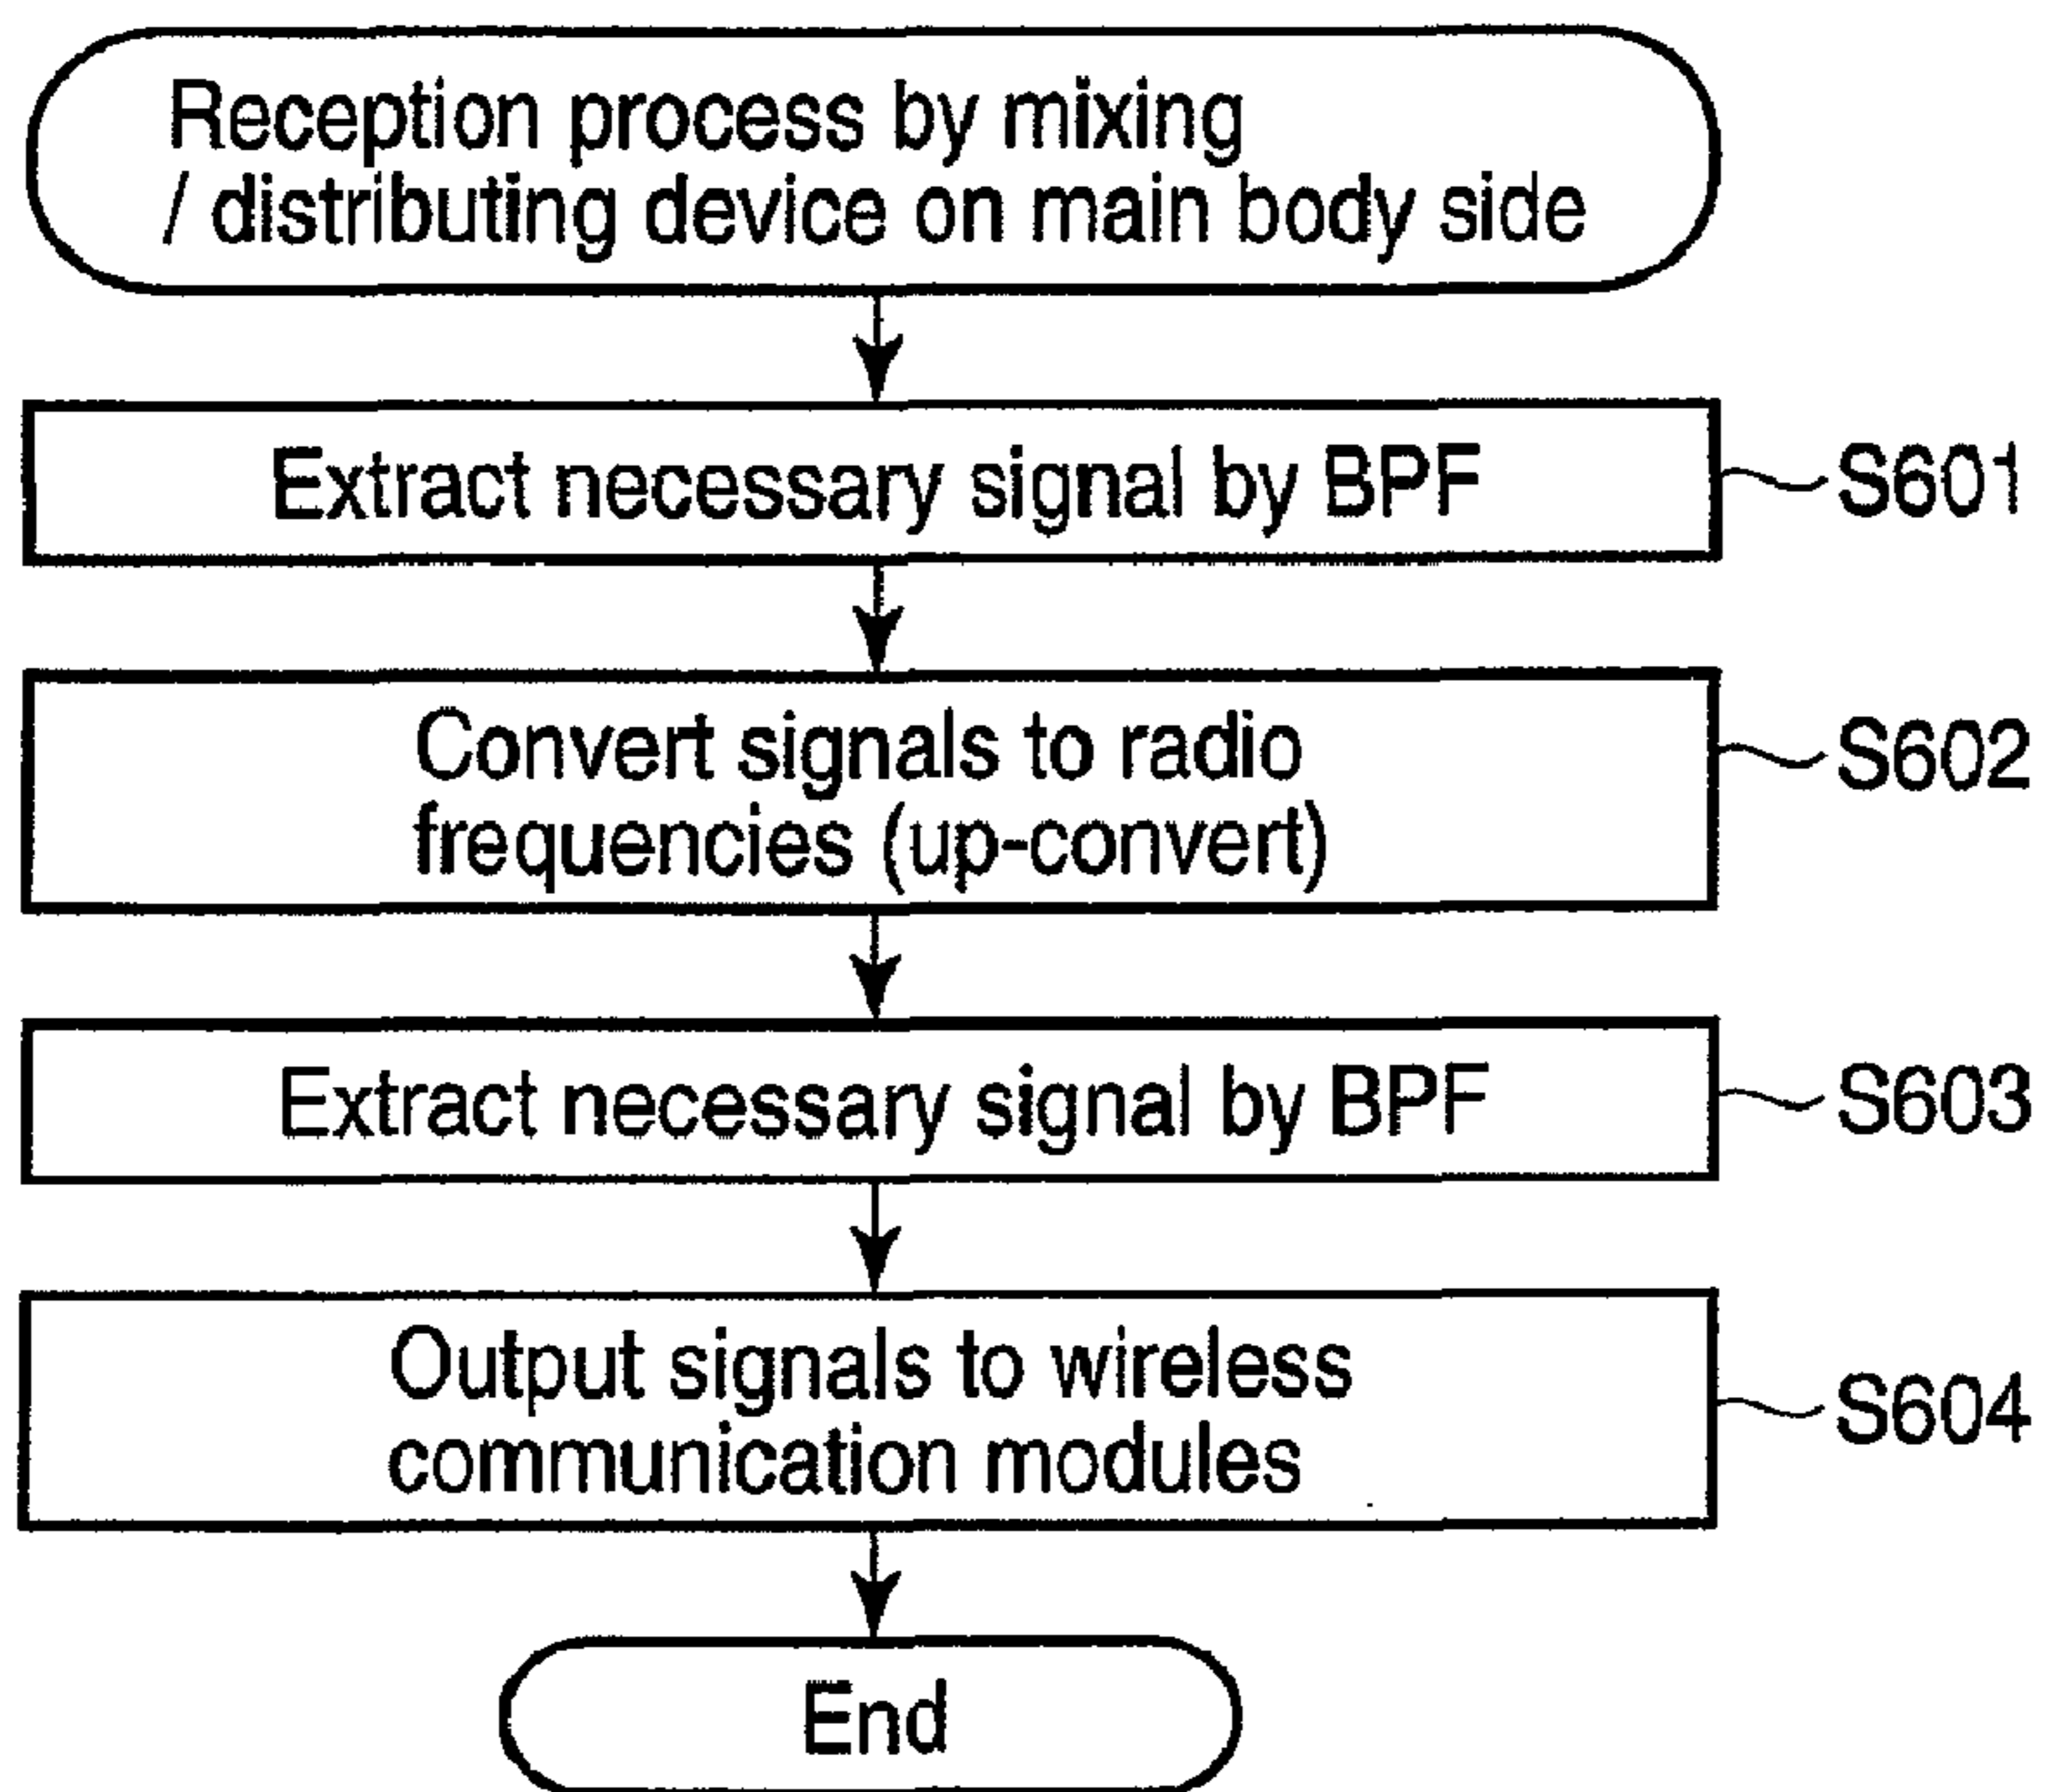 Reception process by mixing
/ distributing device on main body side
Extract necessary signal by BPF
S601
Convert signals to radio
frequencies (up-convert)
S602
Extract necessary signal by BPF
S603
Output signals to wireless
communication modules
S604
End